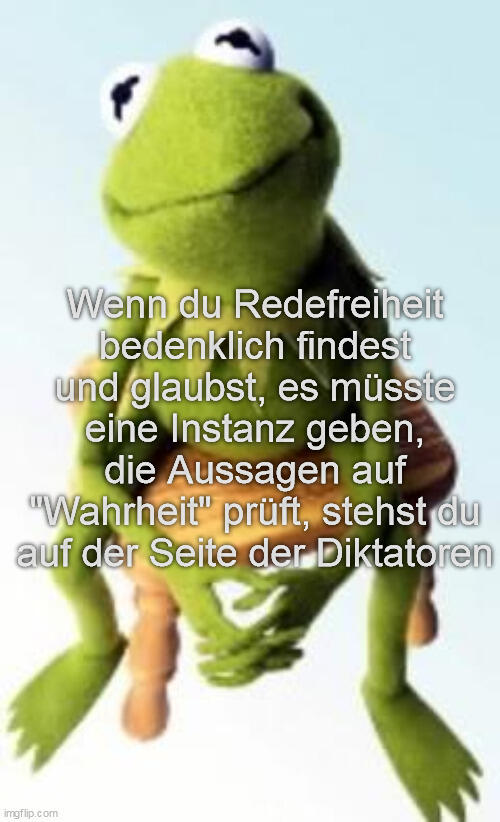 Wenn du Redefreiheit
bedenklich findest
und glaubst, es müsste
eine Instanz geben,
die Aussagen auf
"Wahrheit" prüft, stehst du
auf der Seite der Diktatoren
imgflip.com